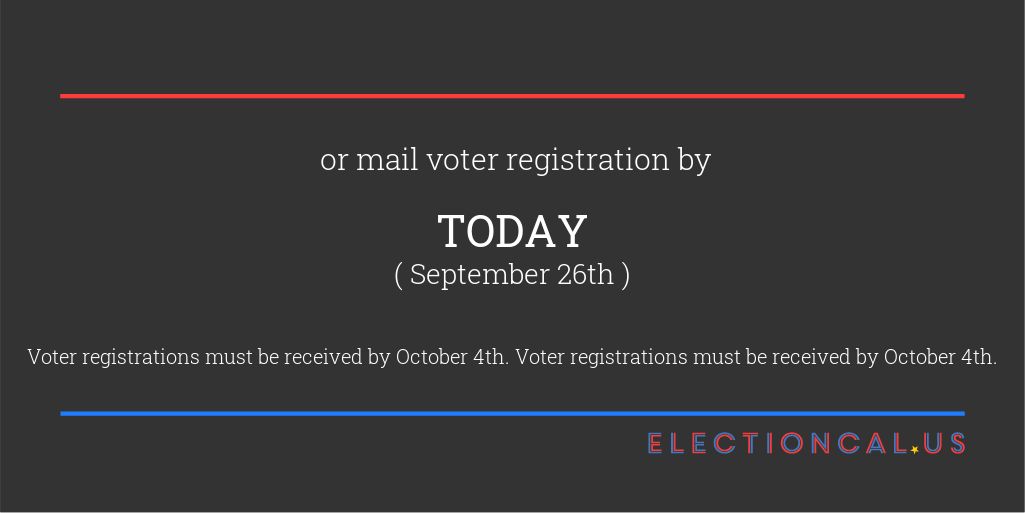 or mail voter registration by
TODAY
( September 26th )
Voter registrations must be received by October 4th. Voter registrations must be received by October 4th.
ELECTIONCAL.US